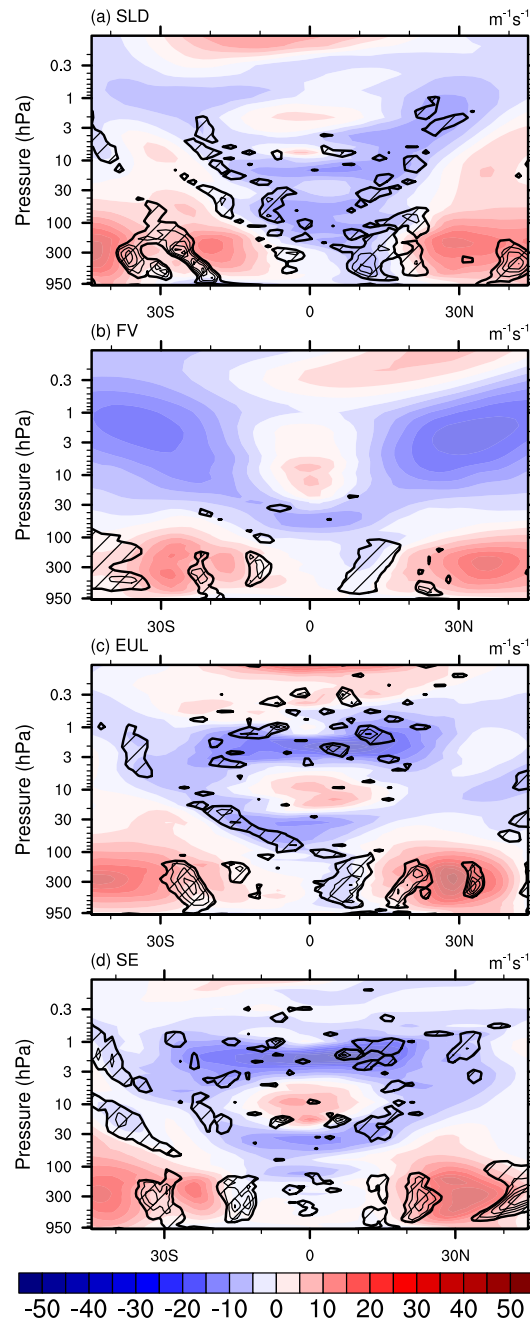 (a) SLD m⁻¹s⁻¹
Pressure (hPa)
0.3
1
3
10
30
100
300
950
30S 0 30N
(b) FV m⁻¹s⁻¹
Pressure (hPa)
0.3
1
3
10
30
100
300
950
30S 0 30N
(c) EUL m⁻¹s⁻¹
Pressure (hPa)
0.3
1
3
10
30
100
300
950
30S 0 30N
(d) SE m⁻¹s⁻¹
Pressure (hPa)
0.3
1
3
10
30
100
300
950
30S 0 30N
-50 -40 -30 -20 -10 0 10 20 30 40 50